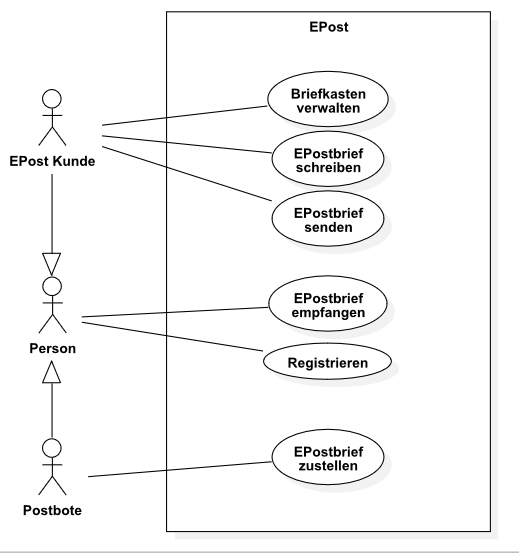 EPost
Briefkasten
verwalten
EPostbrief
schreiben
EPost Kunde
EPostbrief
senden
EPostbrief
empfangen
Person
Registrieren
EPostbrief
zustellen
Postbote